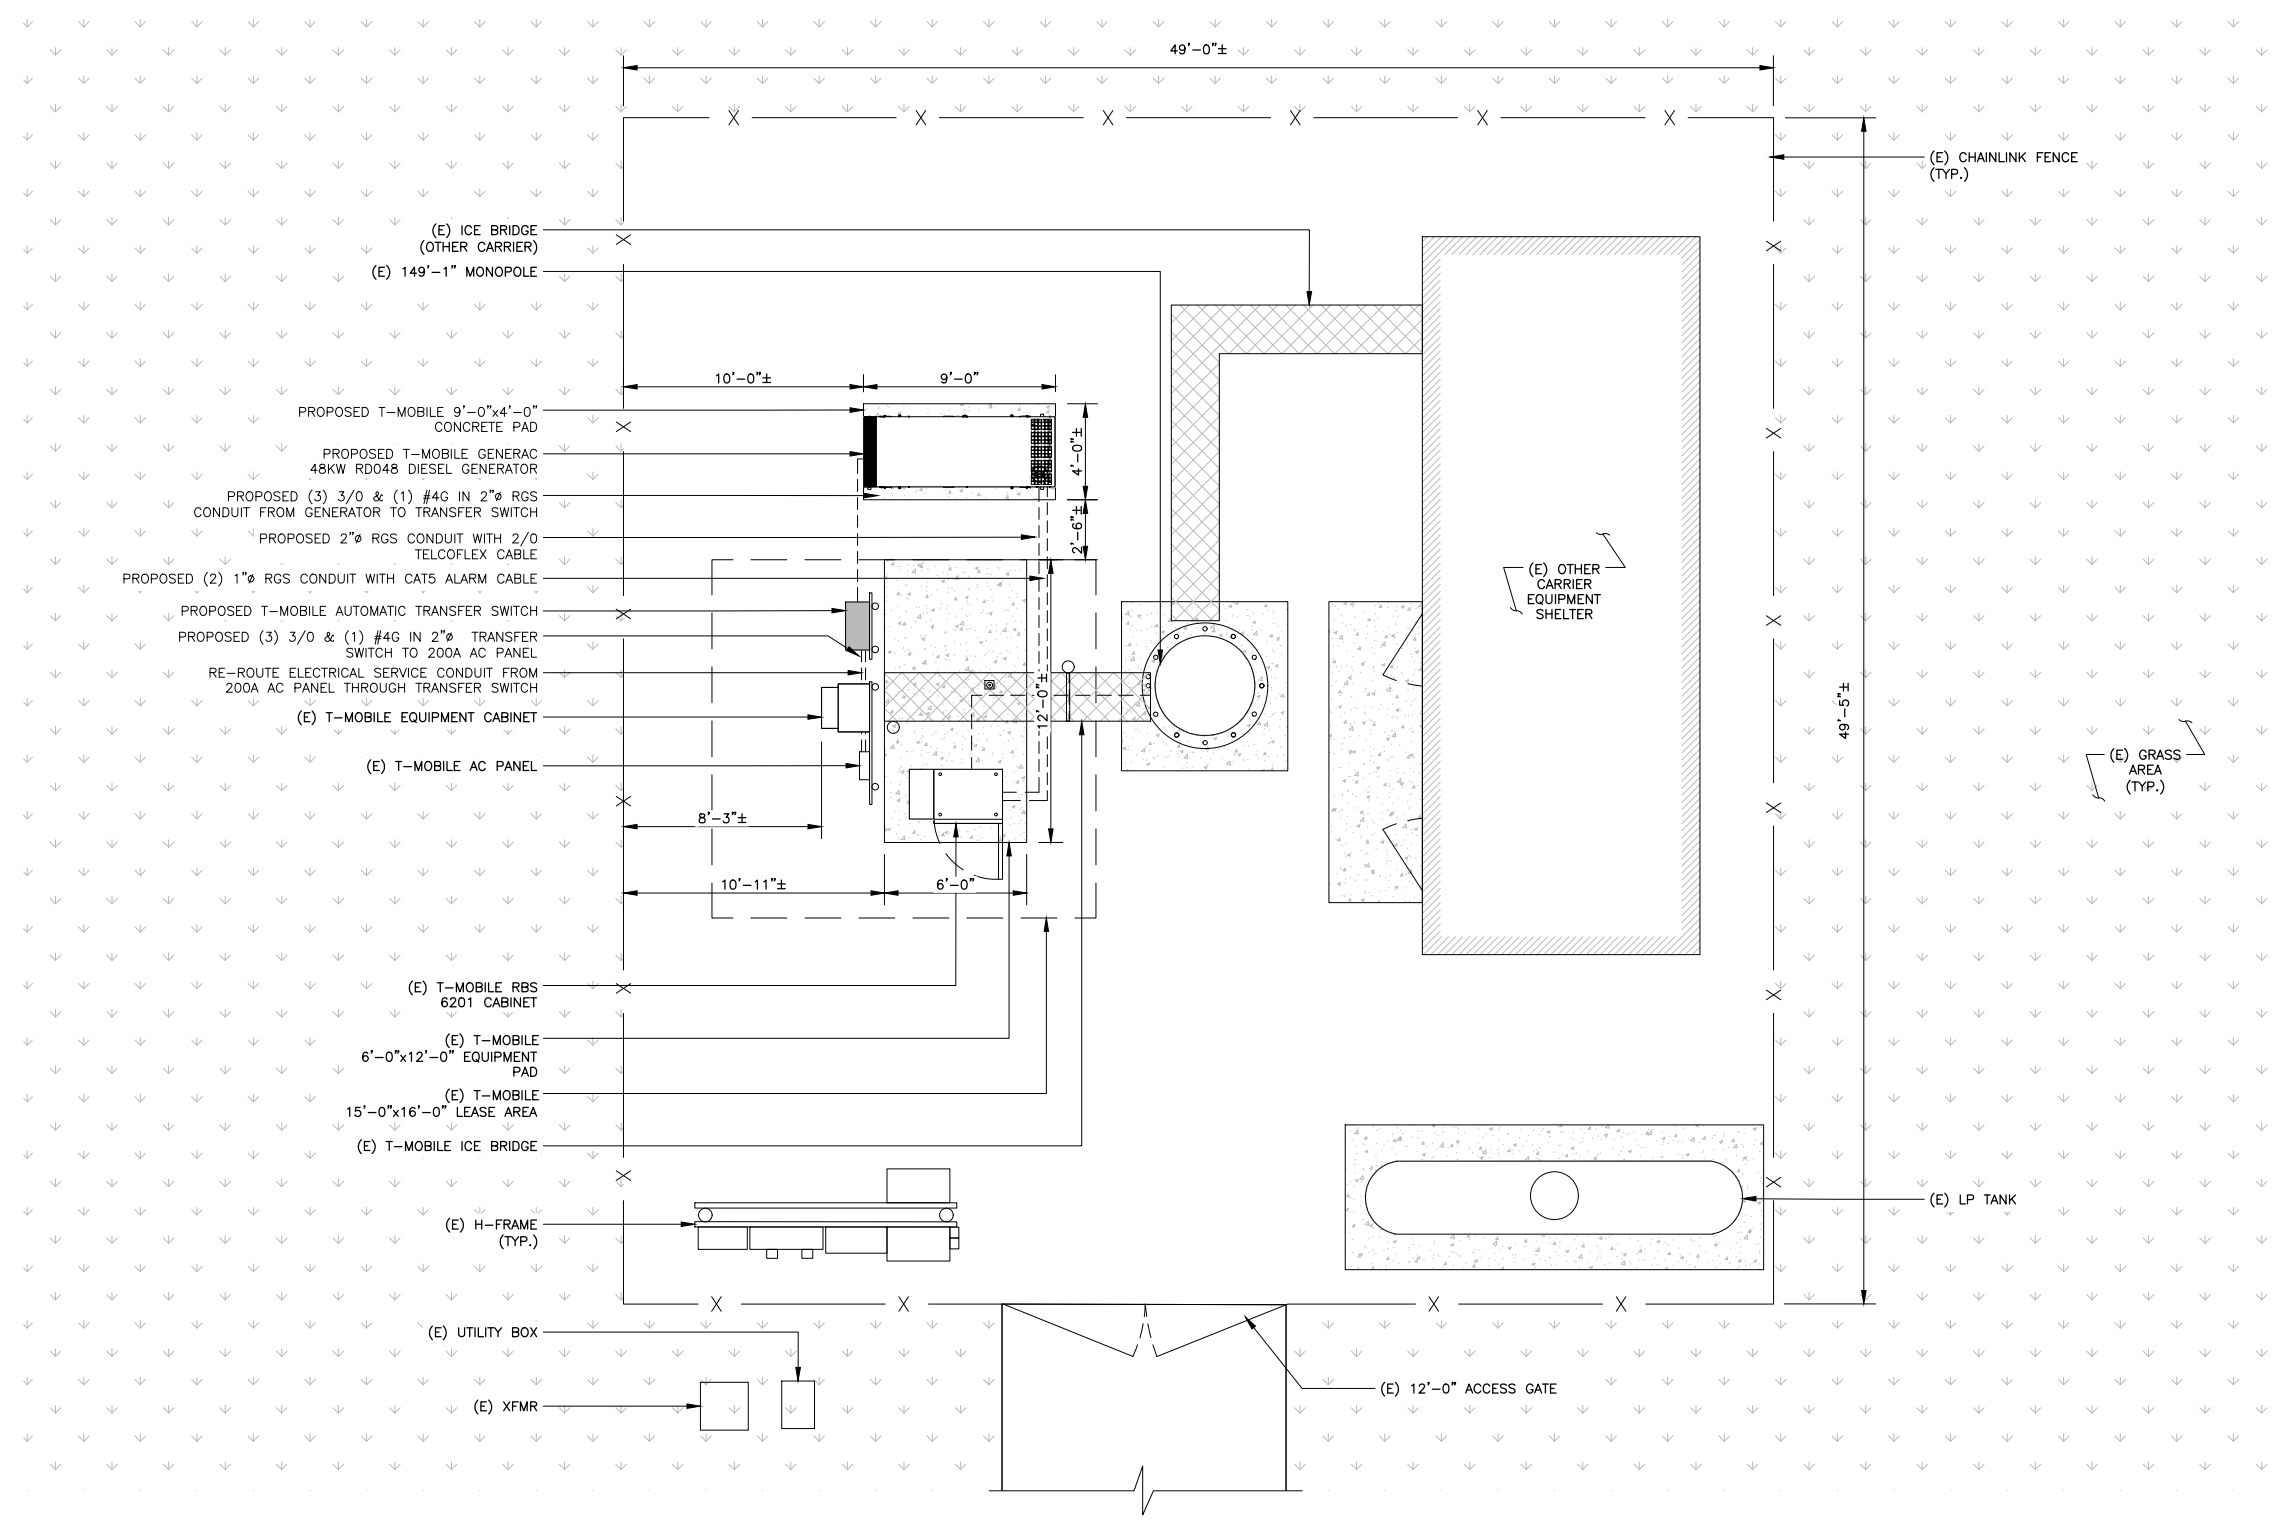 49'-0"±
(E) CHAINLINK FENCE
(TYP.)
(E) ICE BRIDGE
(OTHER CARRIER)
(E) 149'-1" MONOPOLE
10'-0"±
9'-0"
PROPOSED T-MOBILE 9'-0"x4'-0"
CONCRETE PAD
4'-0"±
PROPOSED T-MOBILE GENERAC
48KW RD048 DIESEL GENERATOR
PROPOSED (3) 3/0 & (1) #4G IN 2"ø RGS
CONDUIT FROM GENERATOR TO TRANSFER SWITCH
2'-6"±
PROPOSED 2"ø RGS CONDUIT WITH 2/0
TELCOFLEX CABLE
PROPOSED (2) 1"ø RGS CONDUIT WITH CAT5 ALARM CABLE
(E) OTHER
CARRIER
EQUIPMENT
SHELTER
PROPOSED T-MOBILE AUTOMATIC TRANSFER SWITCH
PROPOSED (3) 3/0 & (1) #4G IN 2"ø TRANSFER
SWITCH TO 200A AC PANEL
RE-ROUTE ELECTRICAL SERVICE CONDUIT FROM
200A AC PANEL THROUGH TRANSFER SWITCH
12'-0"±
49'-5"±
(E) T-MOBILE EQUIPMENT CABINET
(E) GRASS
AREA
(TYP.)
(E) T-MOBILE AC PANEL
8'-3"±
10'-11"±
6'-0"
(E) T-MOBILE RBS
6201 CABINET
(E) T-MOBILE
6'-0"x12'-0" EQUIPMENT
PAD
(E) T-MOBILE
15'-0"x16'-0" LEASE AREA
(E) T-MOBILE ICE BRIDGE
(E) LP TANK
(E) H-FRAME
(TYP.)
(E) UTILITY BOX
(E) 12'-0" ACCESS GATE
(E) XFMR